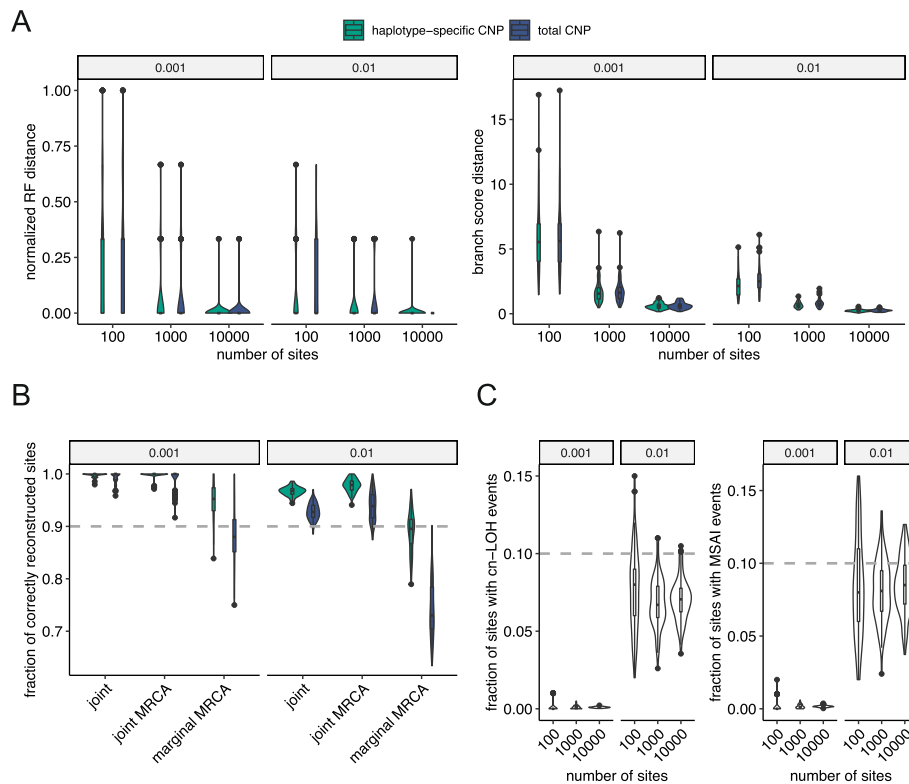 A
haplotype−specific CNP total CNP
0.001 0.01
normalized RF distance
1.00
0.75
0.50
0.25
0.00
100 1000 10000 100 1000 10000
number of sites
0.001 0.01
branch score distance
15
10
5
0
100 1000 10000 100 1000 10000
number of sites
B
0.001 0.01
fraction of correctly reconstructed sites
1.0
0.9
0.8
0.7
joint joint MRCA marginal MRCA joint joint MRCA marginal MRCA
C
0.001 0.01
fraction of sites with cn−LOH events
0.15
0.10
0.05
0.00
100 1000 10000 100 1000 10000
number of sites
0.001 0.01
fraction of sites with MSAI events
0.15
0.10
0.05
0.00
100 1000 10000 100 1000 10000
number of sites